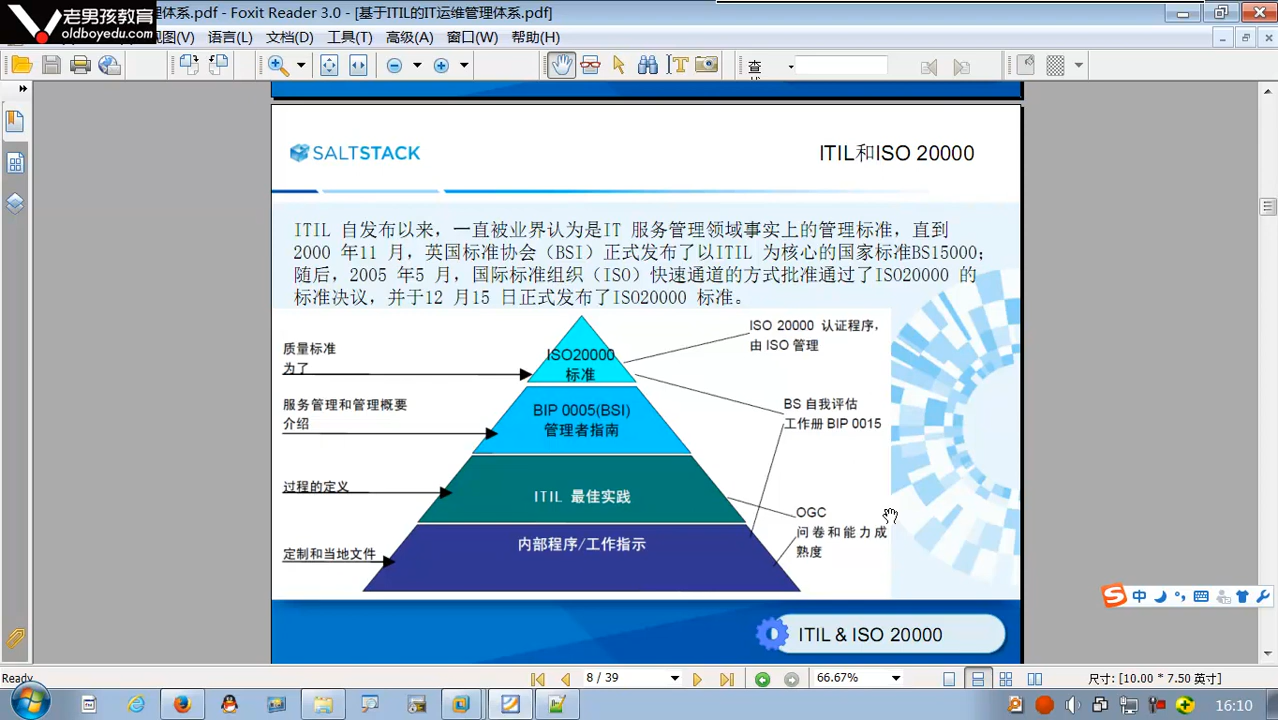 老男孩教育
oldboyedu.com
理体系.pdf - Foxit Reader 3.0 - [基于ITIL的IT运维管理体系.pdf]
视图(V) 语言(L) 文档(D) 工具(T) 高级(A) 窗口(W) 帮助(H)
查
SALTSTACK
ITIL和ISO 20000
ITIL 自发布以来，一直被业界认为是IT 服务管理领域事实上的管理标准，直到
2000 年11 月，英国标准协会（BSI）正式发布了以ITIL 为核心的国家标准BS15000；
随后，2005 年5 月，国际标准组织（ISO）快速通道的方式批准通过了ISO20000 的
标准决议，并于12 月15 日正式发布了ISO20000 标准。
质量标准
为了
服务管理和管理概要
介绍
过程的定义
定制和当地文件
ISO20000
标准
BIP 0005(BSI)
管理者指南
ITIL 最佳实践
内部程序/工作指示
ISO 20000 认证程序，
由 ISO 管理
BS 自我评估
工作册 BIP 0015
OGC
问卷和能力成
熟度
ITIL & ISO 20000
中
Ready
8 / 39
66.67%
尺寸: [10.00 * 7.50 英寸]
16:10